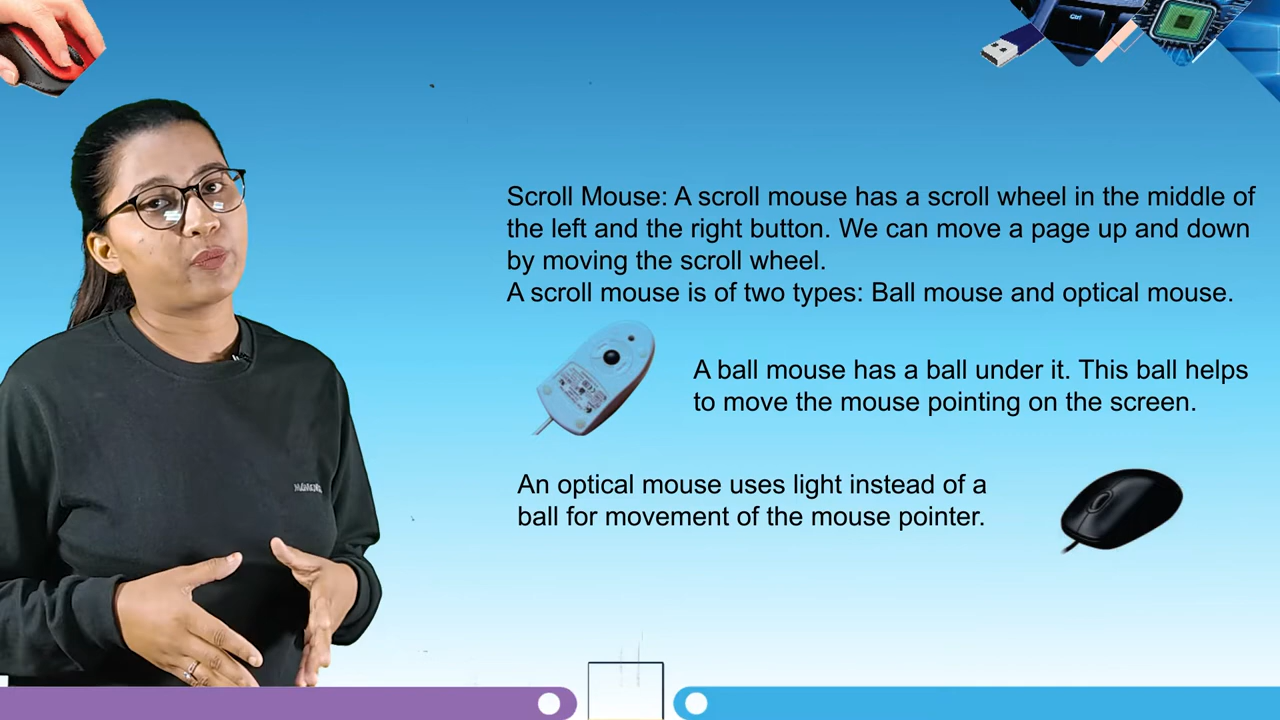 Ctrl
Scroll Mouse: A scroll mouse has a scroll wheel in the middle of
the left and the right button. We can move a page up and down
by moving the scroll wheel.
A scroll mouse is of two types: Ball mouse and optical mouse.
A ball mouse has a ball under it. This ball helps
to move the mouse pointing on the screen.
An optical mouse uses light instead of a
ball for movement of the mouse pointer.